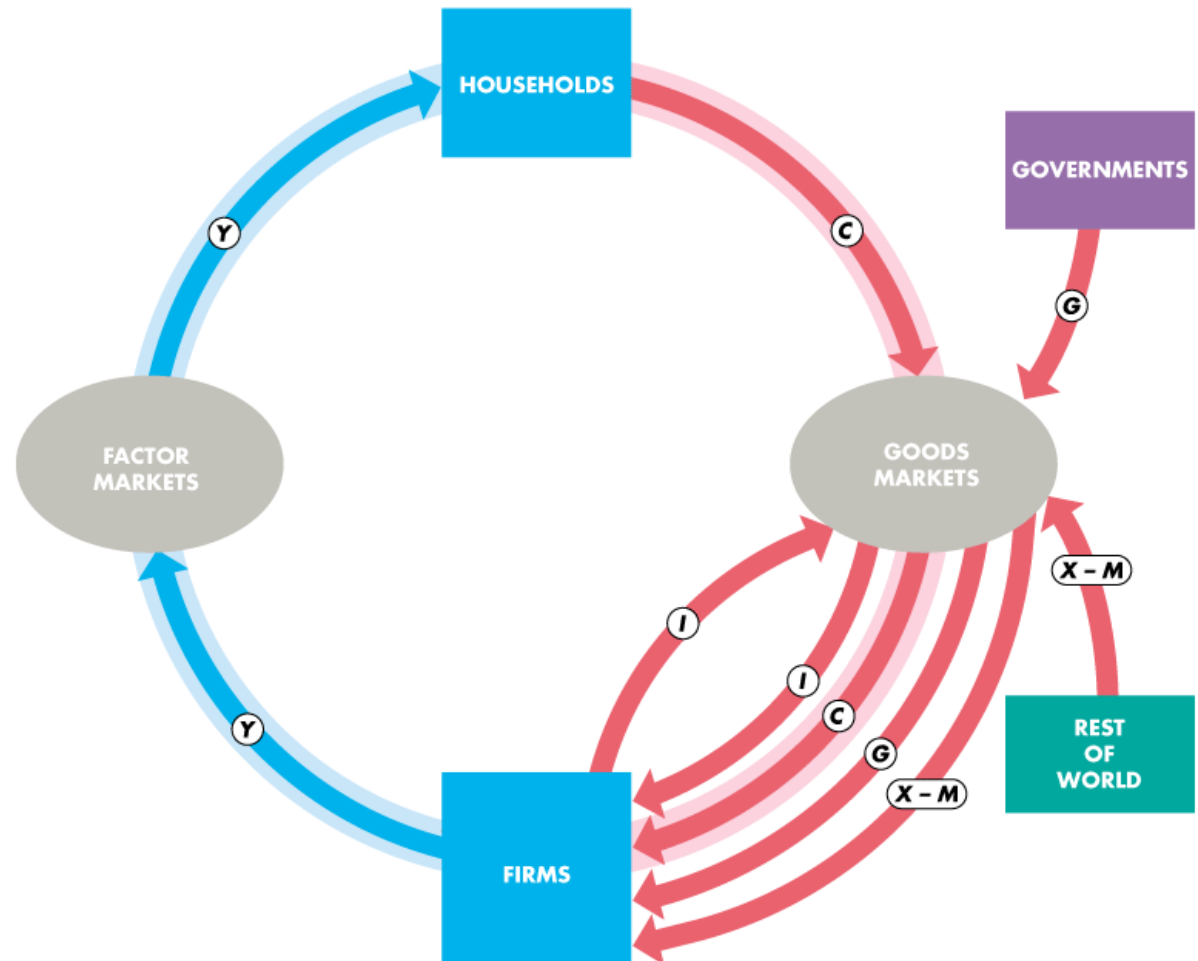 HOUSEHOLDS
GOVERNMENTS
Y
C
G
FACTOR
MARKETS
GOODS
MARKETS
X – M
I
I
C
Y
G
X – M
REST
OF
WORLD
FIRMS